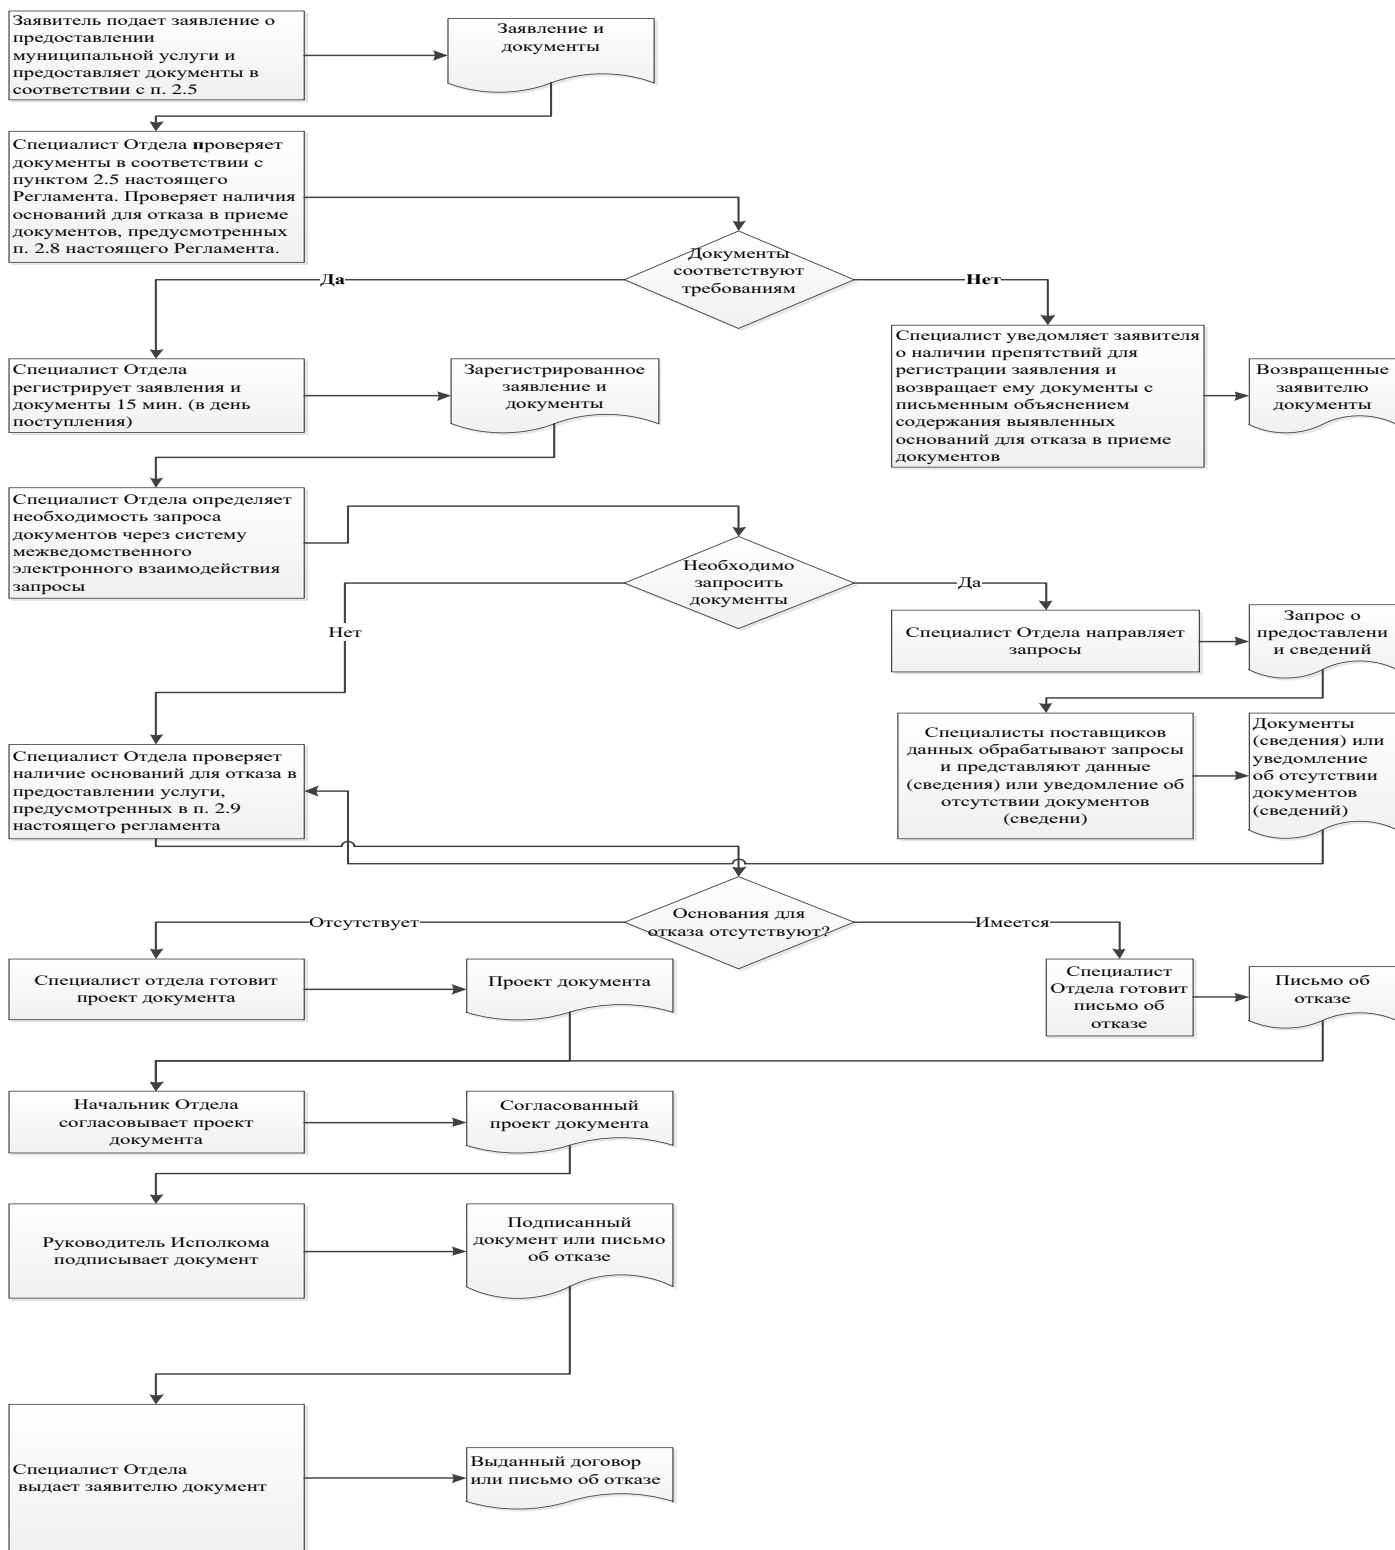 Заявитель подает заявление о
предоставлении
муниципальной услуги и
предоставляет документы в
соответствии с п. 2.5
Заявление и
документы
Специалист Отдела проверяет
документы в соответствии с
пунктом 2.5 настоящего
Регламента. Проверяет наличия
оснований для отказа в приеме
документов, предусмотренных
п. 2.8 настоящего Регламента.
Документы
соответствуют
требованиям
Да
Нет
Специалист Отдела
регистрирует заявления и
документы 15 мин. (в день
поступления)
Зарегистрированное
заявление и
документы
Специалист уведомляет заявителя
о наличии препятствий для
регистрации заявления и
возвращает ему документы с
письменным объяснением
содержания выявленных
оснований для отказа в приеме
документов
Возвращенные
заявителю
документы
Специалист Отдела определяет
необходимость запроса
документов через систему
межведомственного
электронного взаимодействия
запросы
Необходимо
запросить
документы
Да
Нет
Специалист Отдела направляет
запросы
Запрос о
предоставлени
и сведений
Специалисты поставщиков
данных обрабатывают запросы
и представляют данные
(сведения) или уведомление об
отсутствии документов
(сведени)
Документы
(сведения) или
уведомление
об отсутствии
документов
(сведений)
Специалист Отдела проверяет
наличие оснований для отказа в
предоставлении услуги,
предусмотренных в п. 2.9
настоящего регламента
Основания для
отказа отсутствуют?
Отсутствует
Имеется
Специалист отдела готовит
проект документа
Проект документа
Специалист
Отдела готовит
письмо об
отказе
Письмо об
отказе
Начальник Отдела
согласовывает проект
документа
Согласованный
проект документа
Руководитель Исполкома
подписывает документ
Подписанный
документ или письмо
об отказе
Специалист Отдела
выдает заявителю документ
Выданный договор
или письмо об отказе